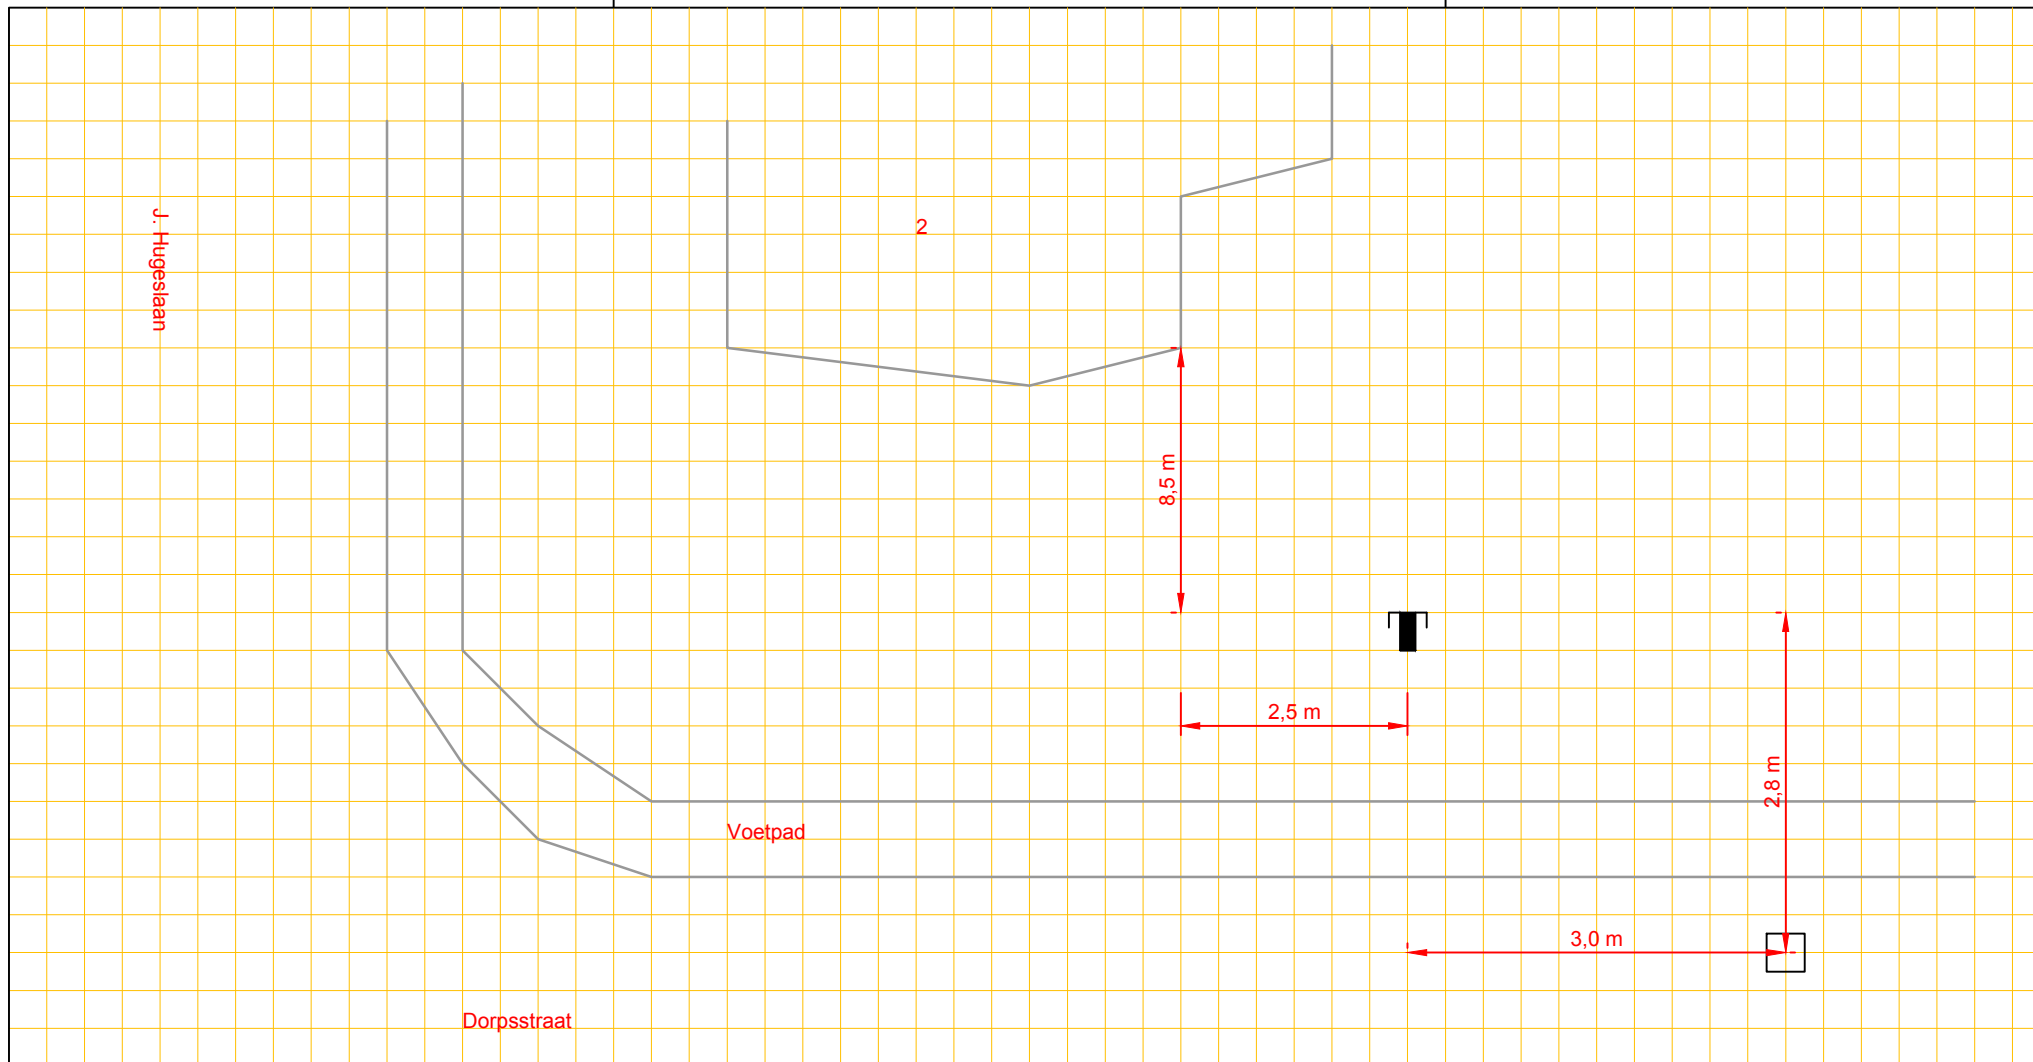 J. Hugeslaan
2
8,5 m
2,5 m
2,8 m
Voetpad
3,0 m
Dorpsstraat